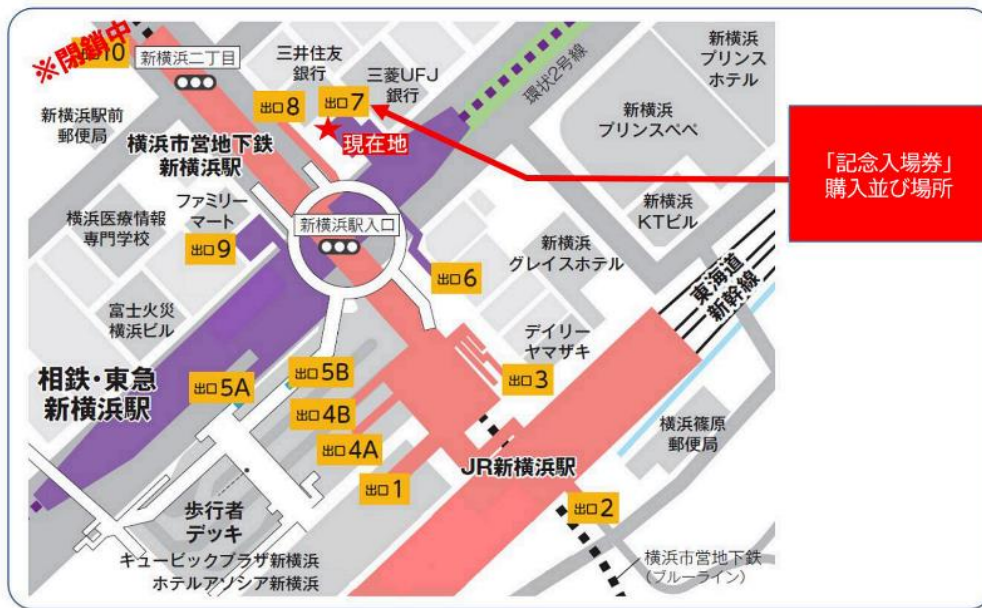 ※閉鎖中
10
新横浜二丁目
三井住友
銀行
三菱UFJ
銀行
環状2号線
新横浜
プリンス
ホテル
出口8
出口7
新横浜駅前
郵便局
現在地
新横浜
プリンスペペ
「記念入場券」
購入並び場所
横浜市営地下鉄
新横浜駅
ファミリー
マート
横浜医療情報
専門学校
新横浜駅入口
新横浜
KTビル
出口9
新横浜
グレイスホテル
出口6
東海道
新幹線
富士火災
横浜ビル
デイリー
ヤマザキ
相鉄・東急
新横浜駅
出口5A
出口5B
出口3
出口4B
横浜篠原
郵便局
出口4A
JR新横浜駅
出口1
出口2
歩行者
デッキ
キュービックプラザ新横浜
ホテルアソシア新横浜
横浜市営地下鉄
(ブルーライン)